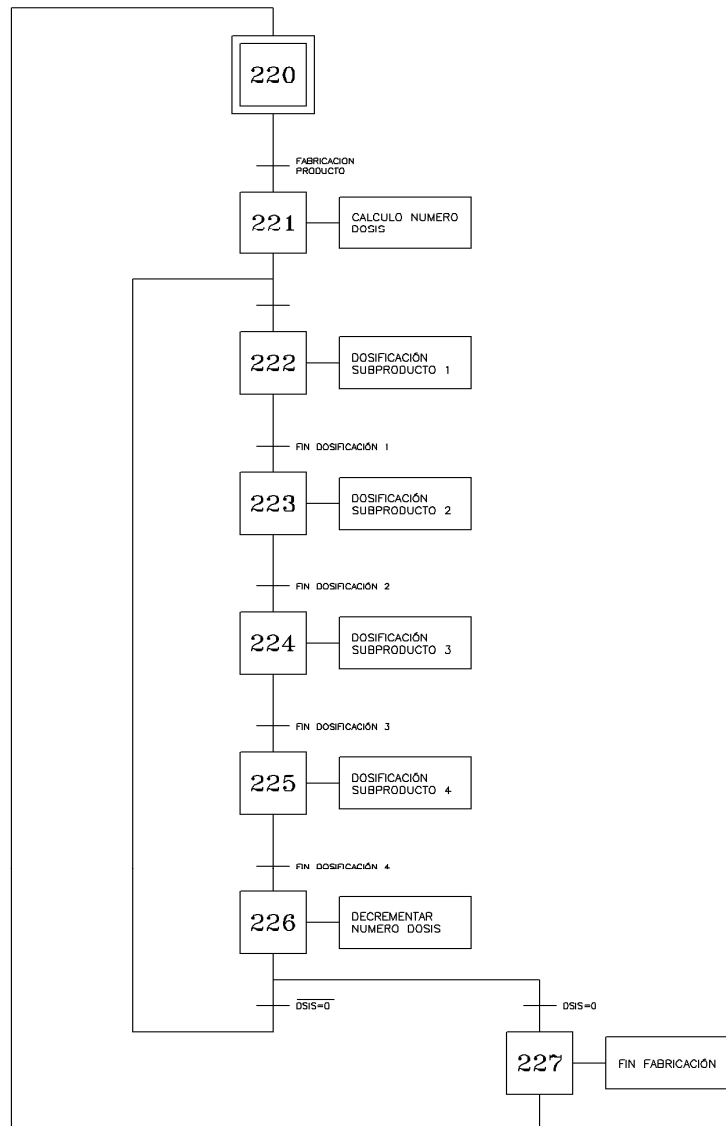 220
FABRICACION
PRODUCTO
221
CALCULO NUMERO
DOSIS
222
DOSIFICACIÓN
SUBPRODUCTO 1
FIN DOSIFICACIÓN 1
223
DOSIFICACIÓN
SUBPRODUCTO 2
FIN DOSIFICACIÓN 2
224
DOSIFICACIÓN
SUBPRODUCTO 3
FIN DOSIFICACIÓN 3
225
DOSIFICACIÓN
SUBPRODUCTO 4
FIN DOSIFICACIÓN 4
226
DECREMENTAR
NUMERO DOSIS
DSIS=0
DSIS=0
227
FIN FABRICACIÓN